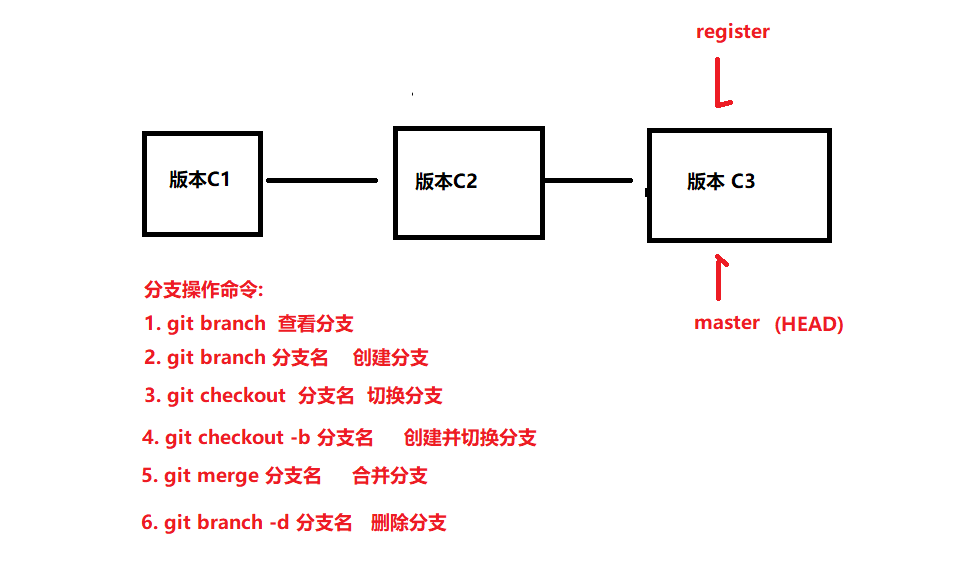 register
版本C1
版本C2
版本 C3
master (HEAD)
分支操作命令:
1. git branch 查看分支
2. git branch 分支名 创建分支
3. git checkout 分支名 切换分支
4. git checkout -b 分支名 创建并切换分支
5. git merge 分支名 合并分支
6. git branch -d 分支名 删除分支